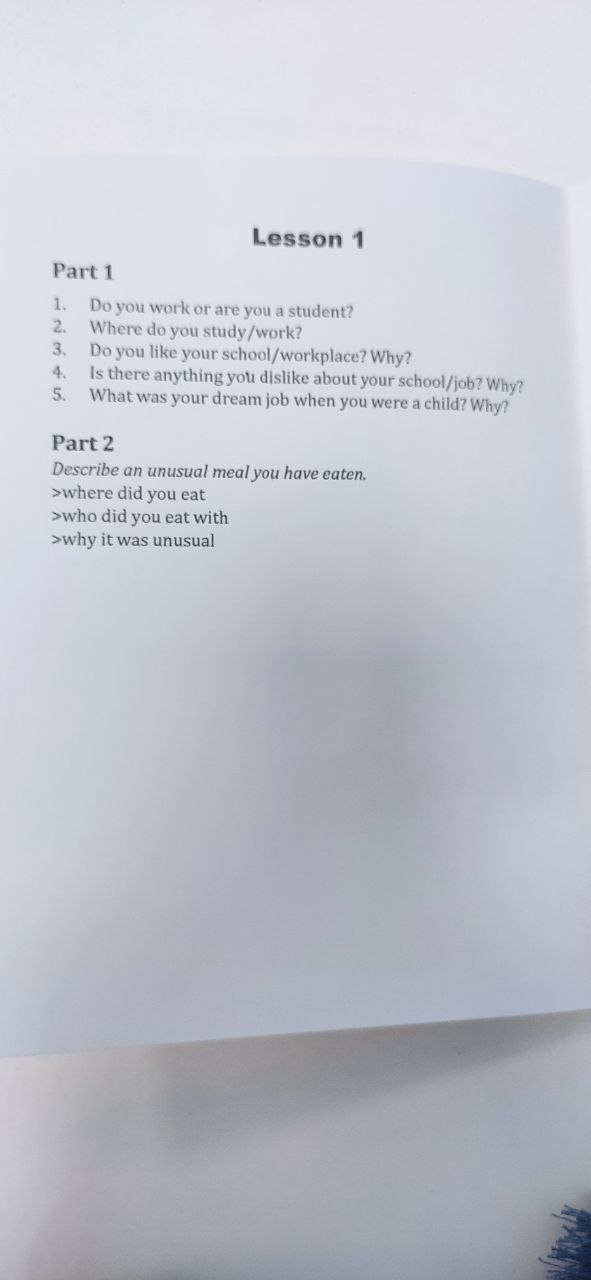 Lesson 1
Part 1
1. Do you work or are you a student?
2. Where do you study/work?
3. Do you like your school/workplace? Why?
4. Is there anything you dislike about your school/job? Why?
5. What was your dream job when you were a child? Why?
Part 2
Describe an unusual meal you have eaten.
>where did you eat
>who did you eat with
>why it was unusual